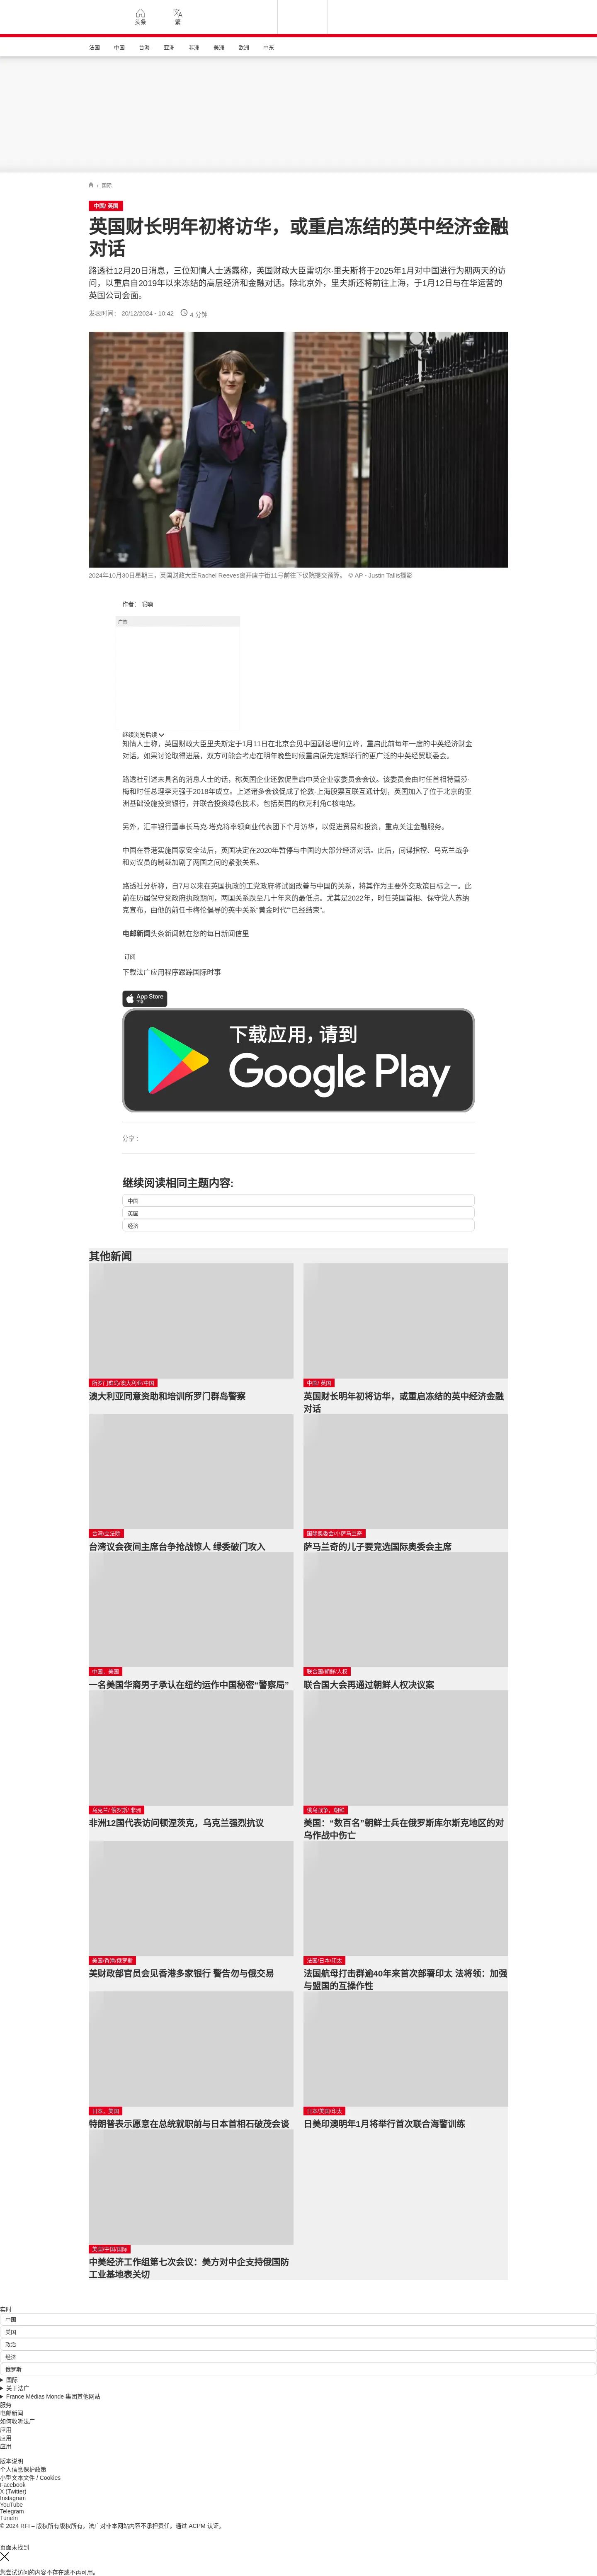 头条
繁
法国
中国
台海
亚洲
非洲
美洲
欧洲
中东
/ 国际
中国/ 英国
英国财长明年初将访华，或重启冻结的英中经济金融
对话
路透社12月20日消息，三位知情人士透露称，英国财政大臣雷切尔·里夫斯将于2025年1月对中国进行为期两天的访
问，以重启自2019年以来冻结的高层经济和金融对话。除北京外，里夫斯还将前往上海，于1月12日与在华运营的
英国公司会面。
发表时间： 20/12/2024 - 10:42
4 分钟
2024年10月30日星期三，英国财政大臣Rachel Reeves离开唐宁街11号前往下议院提交预算。 © AP - Justin Tallis摄影
作者： 呢喃
广告
继续浏览后续
知情人士称，英国财政大臣里夫斯定于1月11日在北京会见中国副总理何立峰，重启此前每年一度的中英经济财金
对话。如果讨论取得进展，双方可能会考虑在明年晚些时候重启原先定期举行的更广泛的中英经贸联委会。
路透社引述未具名的消息人士的话，称英国企业还敦促重启中英企业家委员会会议。该委员会由时任首相特蕾莎·
梅和时任总理李克强于2018年成立。上述诸多会谈促成了伦敦-上海股票互联互通计划，英国加入了位于北京的亚
洲基础设施投资银行，并联合投资绿色技术，包括英国的欣克利角C核电站。
另外，汇丰银行董事长马克·塔克将率领商业代表团下个月访华，以促进贸易和投资，重点关注金融服务。
中国在香港实施国家安全法后，英国决定在2020年暂停与中国的大部分经济对话。此后，间谍指控、乌克兰战争
和对议员的制裁加剧了两国之间的紧张关系。
路透社分析称，自7月以来在英国执政的工党政府将试图改善与中国的关系，将其作为主要外交政策目标之一。此
前在历届保守党政府执政期间，两国关系跌至几十年来的最低点。尤其是2022年，时任英国首相、保守党人苏纳
克宣布，由他的前任卡梅伦倡导的英中关系“黄金时代”“已经结束”。
电邮新闻头条新闻就在您的每日新闻信里
订阅
下载法广应用程序跟踪国际时事
App Store
下载
下载应用，请到
Google Play
分享 :
继续阅读相同主题内容:
中国
英国
经济
其他新闻
所罗门群岛/澳大利亚/中国
澳大利亚同意资助和培训所罗门群岛警察
中国/ 英国
英国财长明年初将访华，或重启冻结的英中经济金融
对话
台湾/立法院
台湾议会夜间主席台争抢战惊人 绿委破门攻入
国际奥委会/小萨马兰奇
萨马兰奇的儿子要竞选国际奥委会主席
中国，美国
一名美国华裔男子承认在纽约运作中国秘密“警察局”
联合国/朝鲜/人权
联合国大会再通过朝鲜人权决议案
乌克兰/ 俄罗斯/ 非洲
非洲12国代表访问顿涅茨克，乌克兰强烈抗议
俄乌战争，朝鲜
美国：“数百名”朝鲜士兵在俄罗斯库尔斯克地区的对
乌作战中伤亡
美国/香港/俄罗斯
美财政部官员会见香港多家银行 警告勿与俄交易
法国/日本/印太
法国航母打击群逾40年来首次部署印太 法将领：加强
与盟国的互操作性
日本，美国
特朗普表示愿意在总统就职前与日本首相石破茂会谈
日本/美国/印太
日美印澳明年1月将举行首次联合海警训练
美国/中国/国际
中美经济工作组第七次会议：美方对中企支持俄国防
工业基地表关切
实时
中国
美国
政治
经济
俄罗斯
国际
关于法广
France Médias Monde 集团其他网站
服务
电邮新闻
如何收听法广
应用
应用
应用
版本说明
个人信息保护政策
小型文本文件 / Cookies
Facebook
X (Twitter)
Instagram
YouTube
Telegram
TuneIn
© 2024 RFI – 版权所有版权所有。法广对非本网站内容不承担责任。通过 ACPM 认证。
页面未找到
您尝试访问的内容不存在或不再可用。